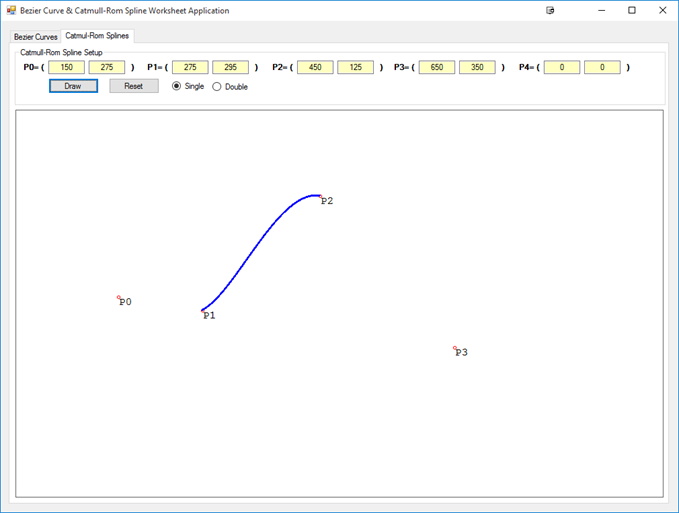 Bezier Curve & Catmull-Rom Spline Worksheet Application
Bezier Curves Catmul-Rom Splines
Catmull-Rom Spline Setup
P0= ( 150 275 ) P1= ( 275 295 ) P2= ( 450 125 ) P3= ( 650 350 ) P4= ( 0 0 )
Draw Reset Single Double
P2
P0
P1
P3